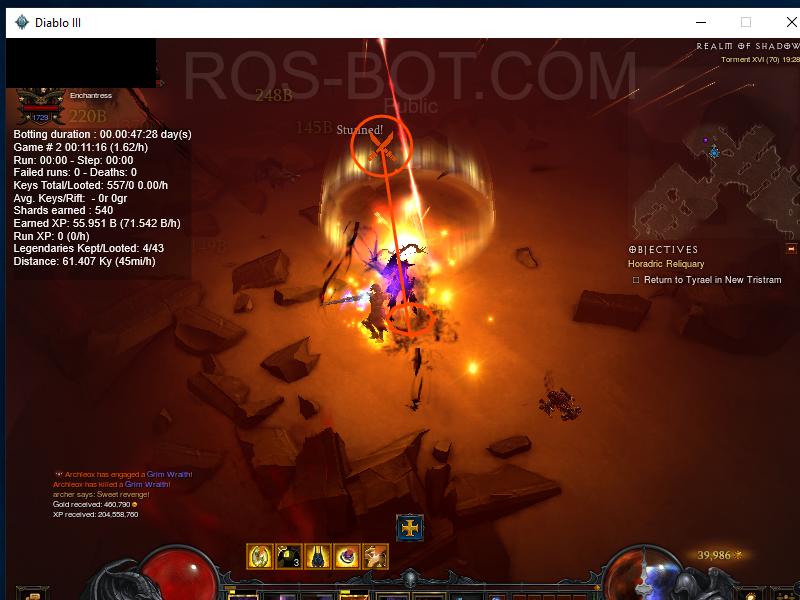 Diablo III
REALM OF SHADOW
Torment XVI (70) 19:28
ROS-BOT.COM
Public
Enchantress
1729
248B
220B
145B
Stunned!
Botting duration : 00.00:47:28 day(s)
Game # 2 00:11:16 (1.62/h)
Run: 00:00 - Step: 00:00
Failed runs: 0 - Deaths: 0
Keys Total/Looted: 557/0 0.00/h
Avg. Keys/Rift: - 0r 0gr
Shards earned : 540
Earned XP: 55.951 B (71.542 B/h)
Run XP: 0 (0/h)
Legendaries Kept/Looted: 4/43
Distance: 61.407 Ky (45mi/h)
OBJECTIVES
Horadric Reliquary
Return to Tyrael in New Tristram
Archleox has engaged a Grim Wraith!
Archleox has killed a Grim Wraith!
archer says: Sweet revenge!
Gold received: 460,790
XP received: 204,558,760
3
39,986